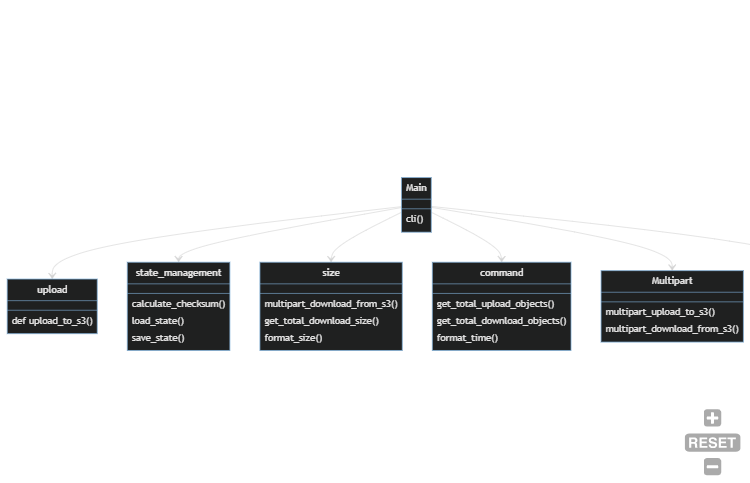 Main
cli()
upload
def upload_to_s3()
state_management
calculate_checksum()
load_state()
save_state()
size
multipart_download_from_s3()
get_total_download_size()
format_size()
command
get_total_upload_objects()
get_total_download_objects()
format_time()
Multipart
multipart_upload_to_s3()
multipart_download_from_s3()
RESET